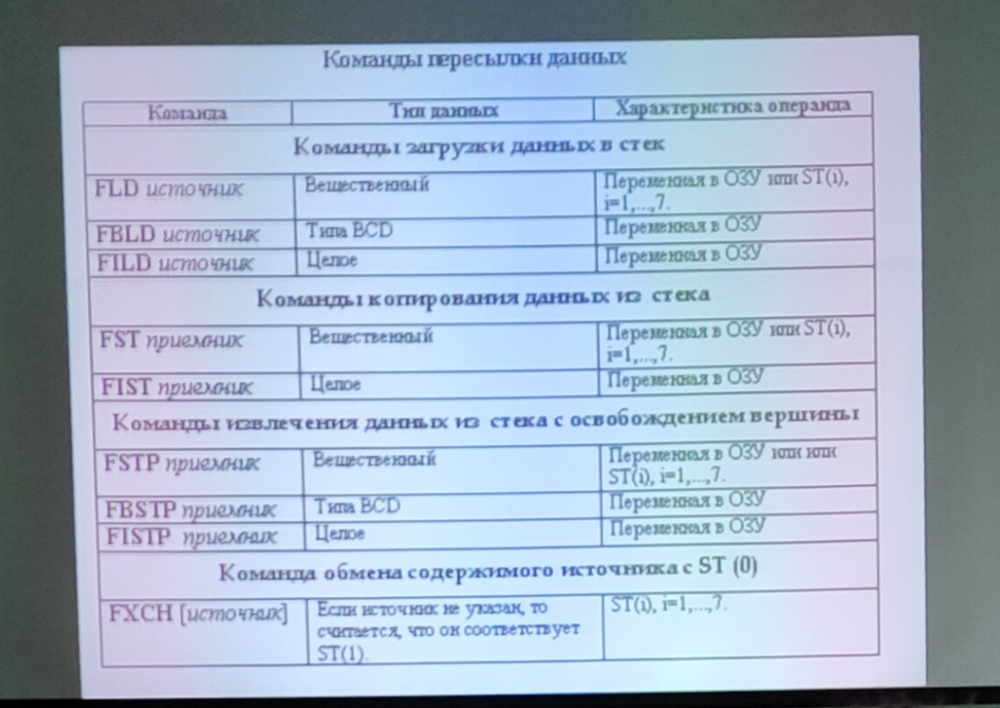 Команды пересылки данных
Команда Тип данных Характеристика операнда
Команды загрузки данных в стек
FLD источник Вещественный Переменная в ОЗУ или ST(i),
i=1,...,7.
FBLD источник Типа BCD Переменная в ОЗУ
FILD источник Целое Переменная в ОЗУ
Команды копирования данных из стека
FST приемник Вещественный Переменная в ОЗУ или ST(i),
i=1,...,7.
FIST приемник Целое Переменная в ОЗУ
Команды извлечения данных из стека с освобождением вершины
FSTP приемник Вещественный Переменная в ОЗУ или или
ST(i), i=1,...,7.
FBSTP приемник Типа BCD Переменная в ОЗУ
FISTP приемник Целое Переменная в ОЗУ
Команда обмена содержимого источника с ST (0)
FXCH [источник] Если источник не указан, то ST(i), i=1,...,7.
считается, что он соответствует
ST(1).